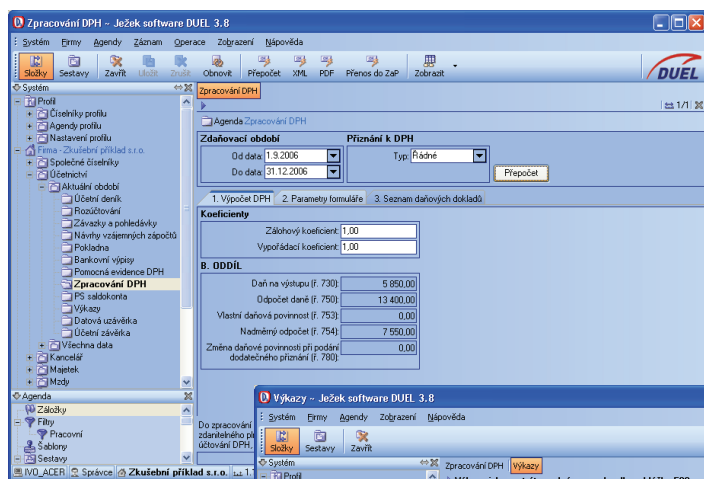 Zpracování DPH ~ Ježek software DUEL 3.8
Systém Firmy Agendy Záznam Operace Zobrazení Nápověda
Složky Sestavy Zavřít Uložit Zrušit Obnovit Přepočet XML PDF Přenos do ZaP Zobrazit
DUEL
Systém
Profil
Číselníky profilu
Agendy profilu
Nastavení profilu
Firma - Zkušební příklad s.r.o.
Společné číselníky
Účetnictví
Aktuální období
Účetní deník
Rozúčtování
Závazky a pohledávky
Návrhy vzájemných zápočtů
Pokladna
Bankovní výpisy
Pomocná evidence DPH
Zpracování DPH
PS saldokonta
Výkazy
Datová uzávěrka
Účetní závěrka
Všechna data
Kancelář
Majetek
Mzdy
Agenda
Záložky
Filtry
Pracovní
Šablony
Sestavy
Zpracování DPH
1/1
Agenda Zpracování DPH
Zdaňovací období Přiznání k DPH
Od data: 1.9.2006 Typ: Řádné
Do data: 31.12.2006 Přepočet
1. Výpočet DPH 2. Parametry formuláře 3. Seznam daňových dokladů
Koeficienty
Zálohový koeficient: 1,00
Vypořádací koeficient: 1,00
B. ODDÍL
Daň na výstupu (ř. 730): 5 850,00
Odpočet daně (ř. 750): 13 400,00
Vlastní daňová povinnost (ř. 753): 0,00
Nadměrný odpočet (ř. 754): 7 550,00
Změna daňové povinnosti při podání
dodatečného přiznání (ř. 780): 0,00
Do zpracování
zdanitelného pl
účtování DPH,
IVO_ACER Správce Zkušební příklad s.r.o. 1.
Výkazy ~ Ježek software DUEL 3.8
Systém Firmy Agendy Zobrazení Nápověda
Složky Sestavy Zavřít
Systém
Profil
Zpracování DPH Výkazy